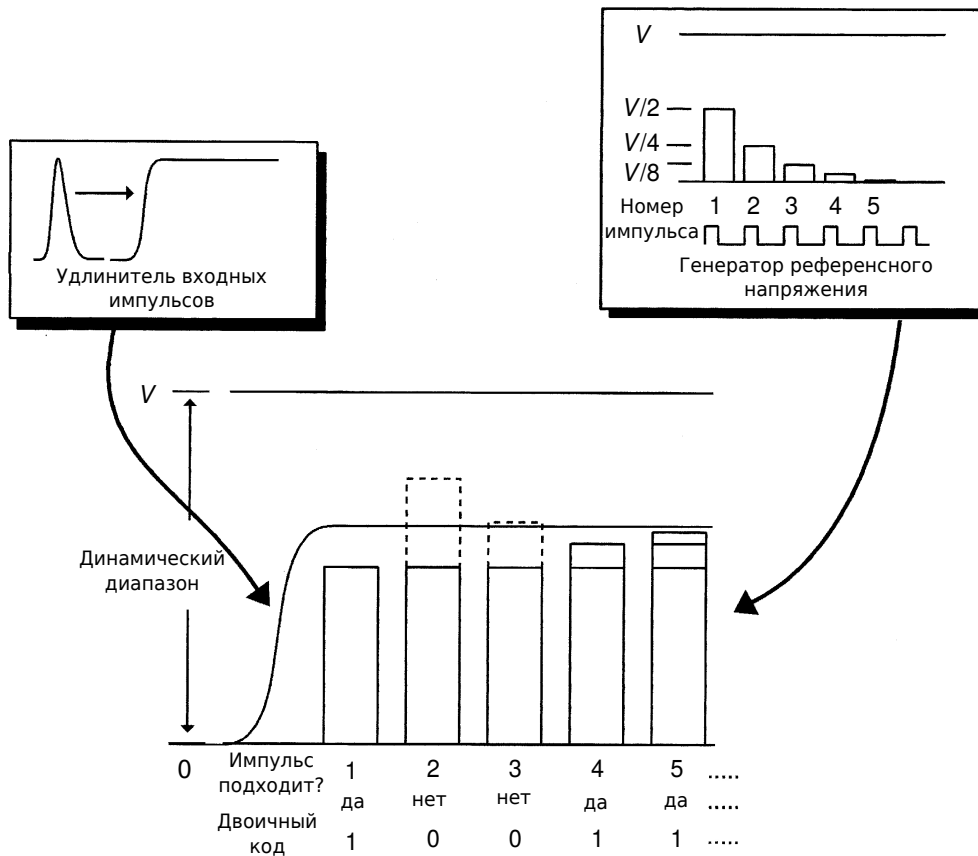 V
V/2
V/4
V/8
Номер импульса
1 2 3 4 5
Генератор референсного
напряжения
Удлинитель входных
импульсов
V
Динамический
диапазон
0
Импульс
подходит?
1 2 3 4 5 .....
да нет нет да да .....
Двоичный
код
1 0 0 1 1 .....